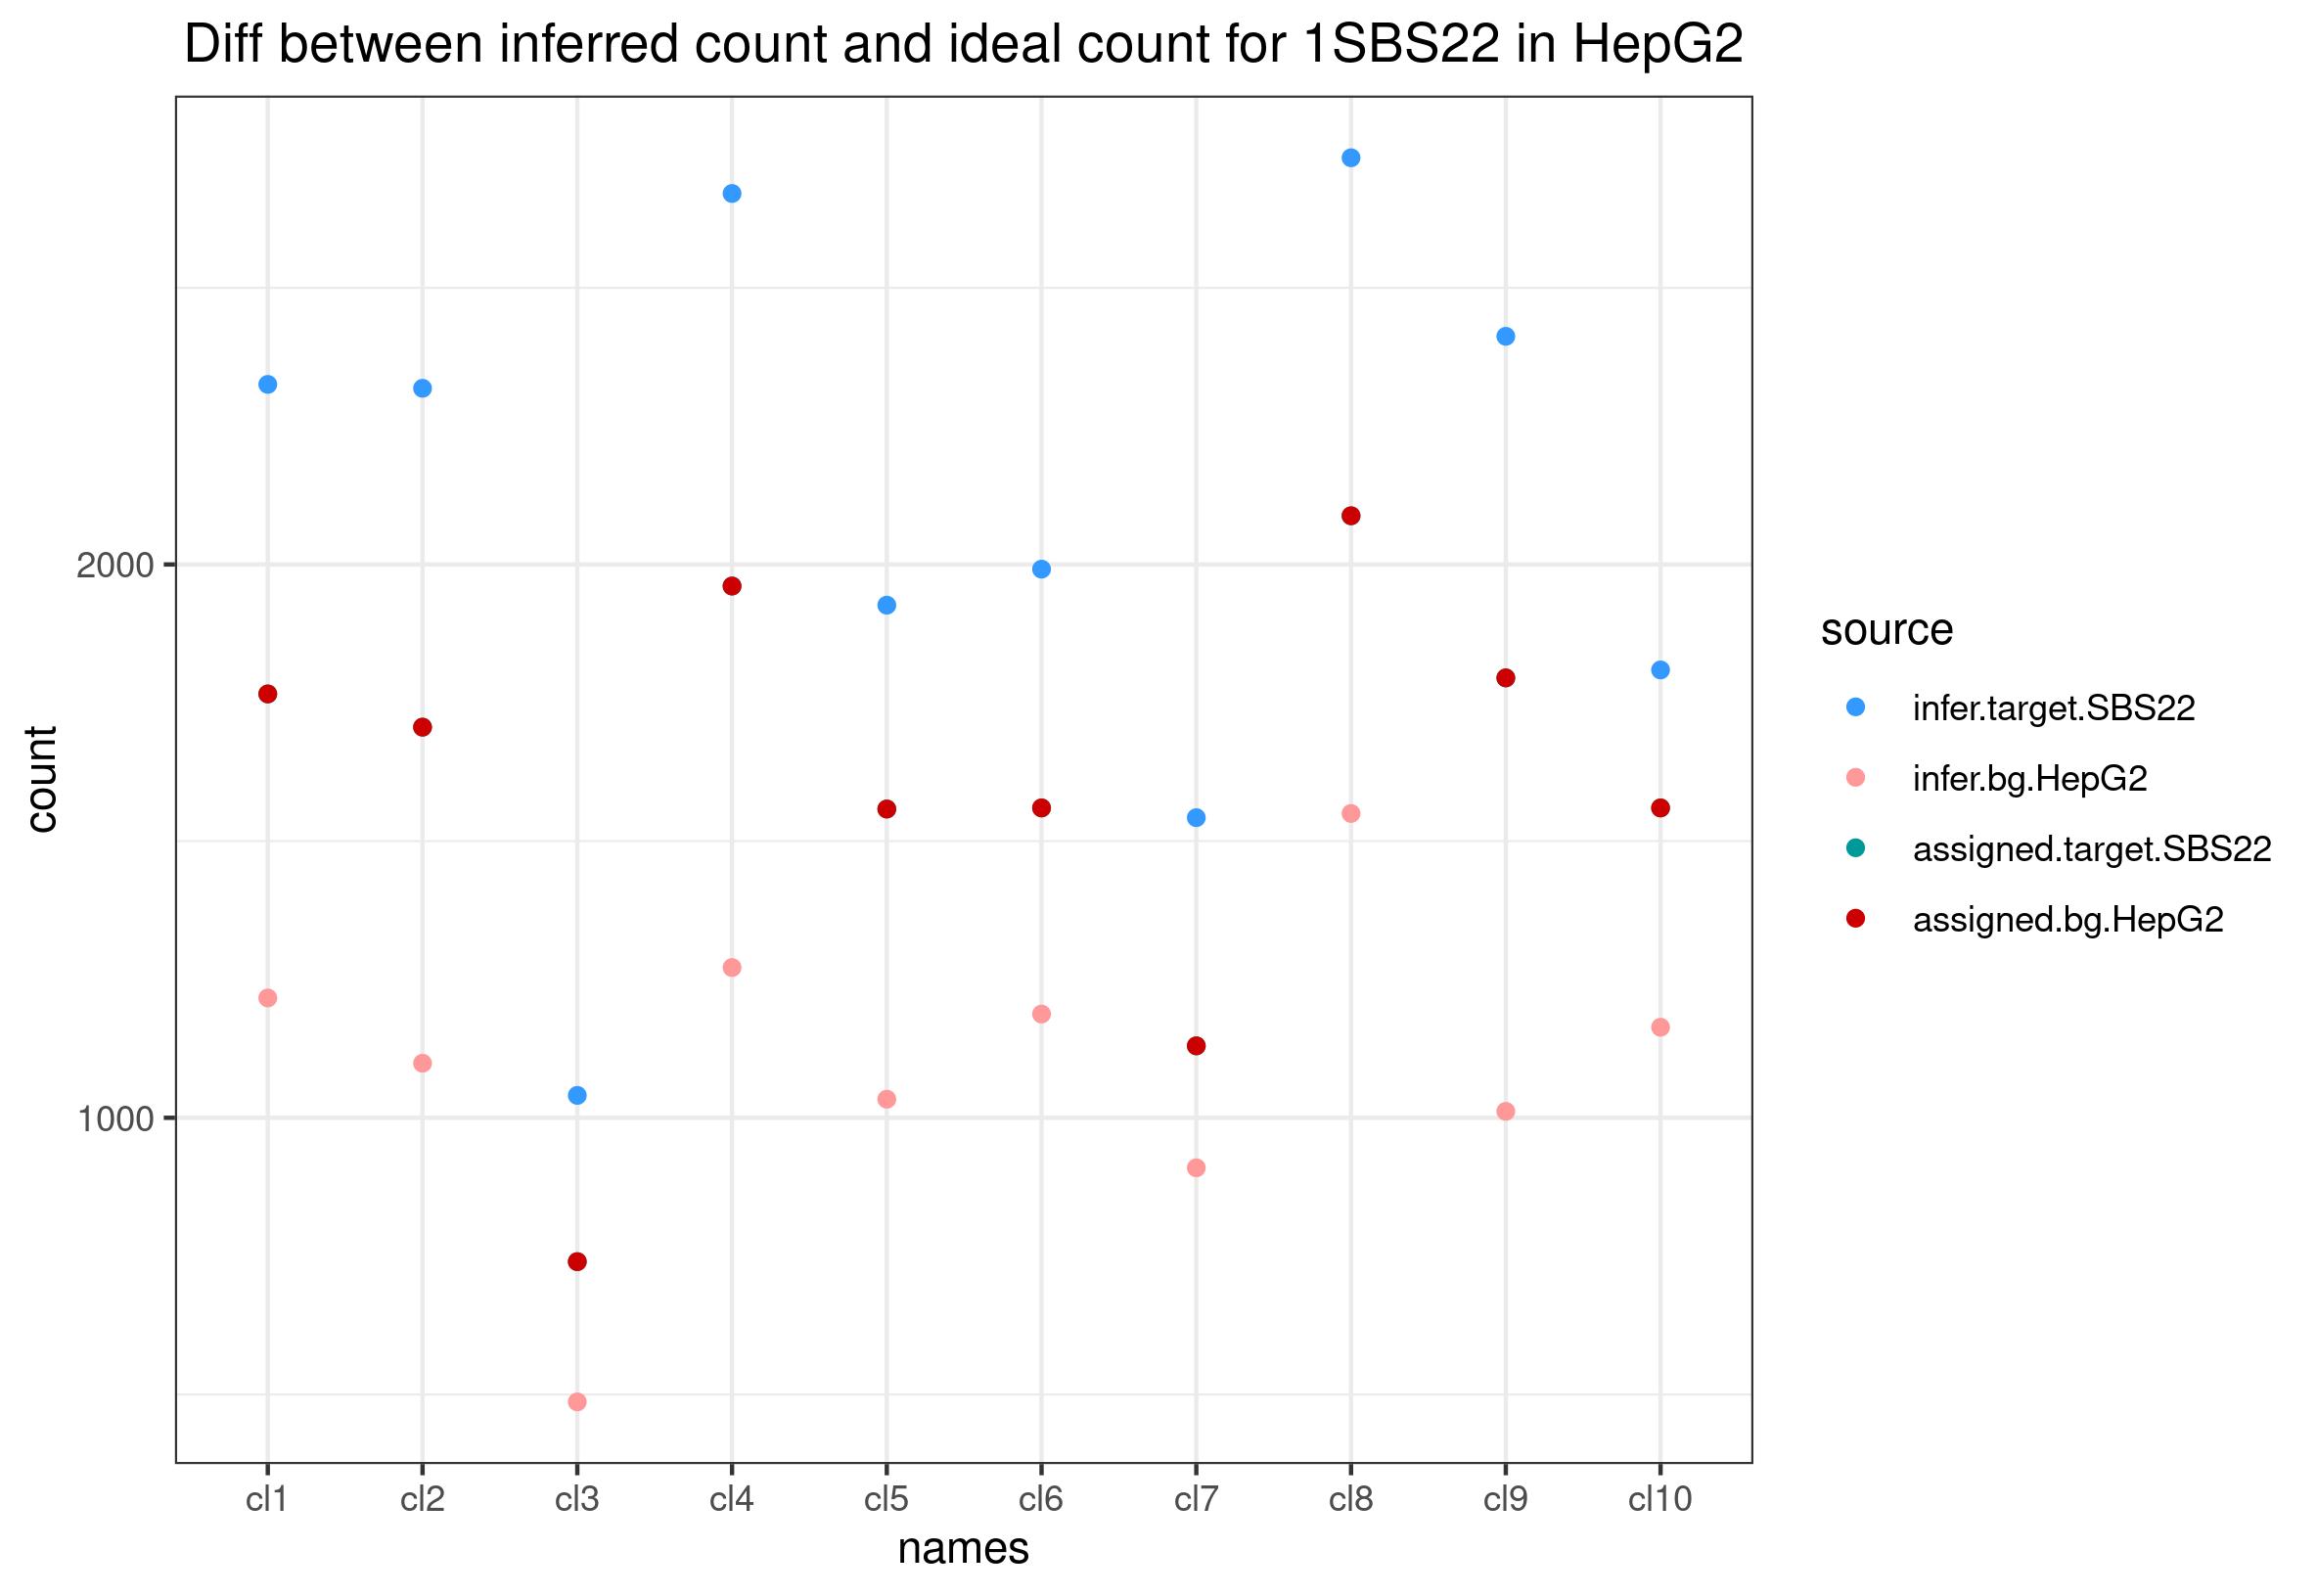 Diff between inferred count and ideal count for 1SBS22 in HepG2
count
2000
1000
cl1 cl2 cl3 cl4 cl5 cl6 cl7 cl8 cl9 cl10
names
source
infer.target.SBS22
infer.bg.HepG2
assigned.target.SBS22
assigned.bg.HepG2